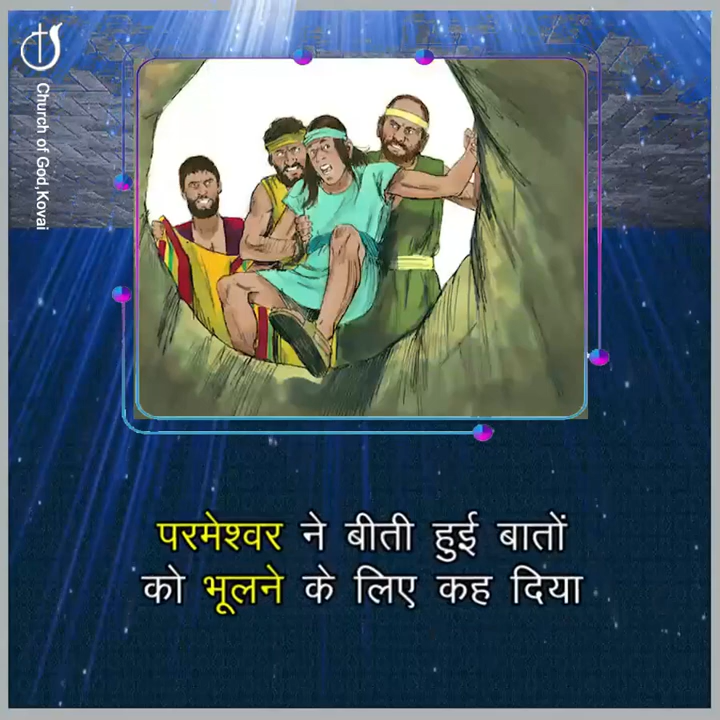 Church of God, Kovai
परमेश्वर ने बीती हुई बातों
को भूलने के लिए कह दिया